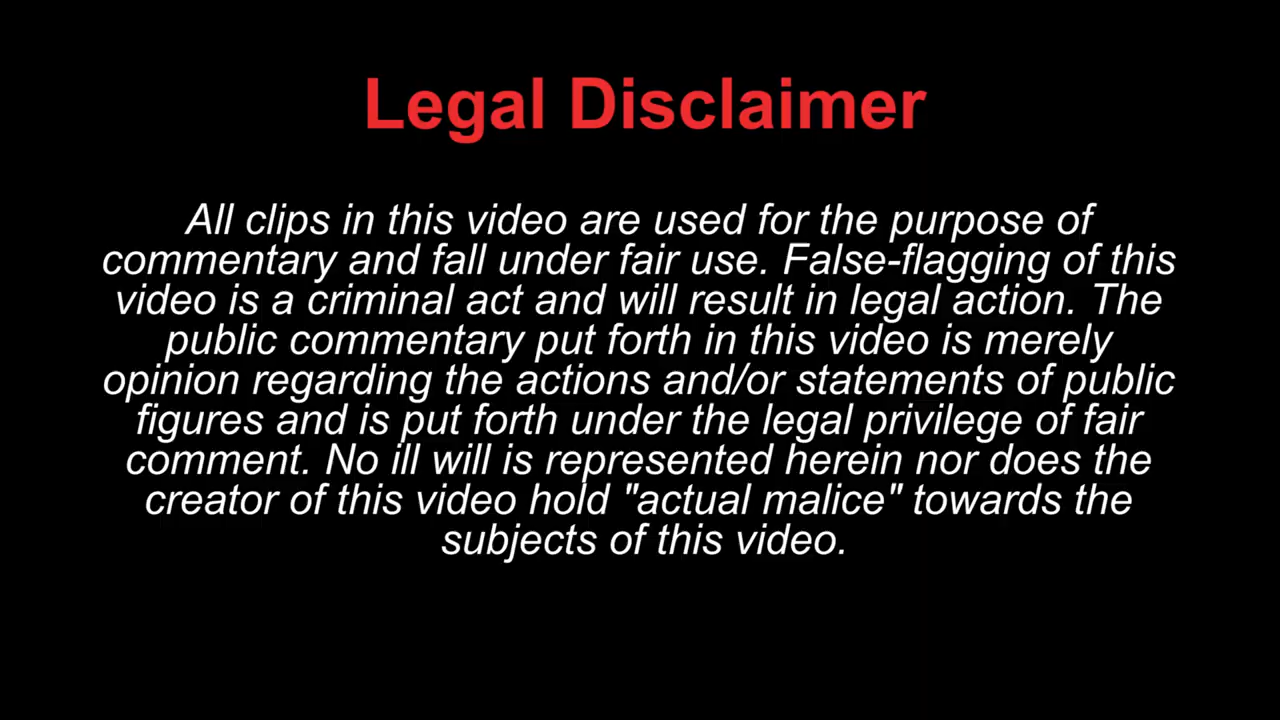 Legal Disclaimer
All clips in this video are used for the purpose of
commentary and fall under fair use. False-flagging of this
video is a criminal act and will result in legal action. The
public commentary put forth in this video is merely
opinion regarding the actions and/or statements of public
figures and is put forth under the legal privilege of fair
comment. No ill will is represented herein nor does the
creator of this video hold "actual malice" towards the
subjects of this video.